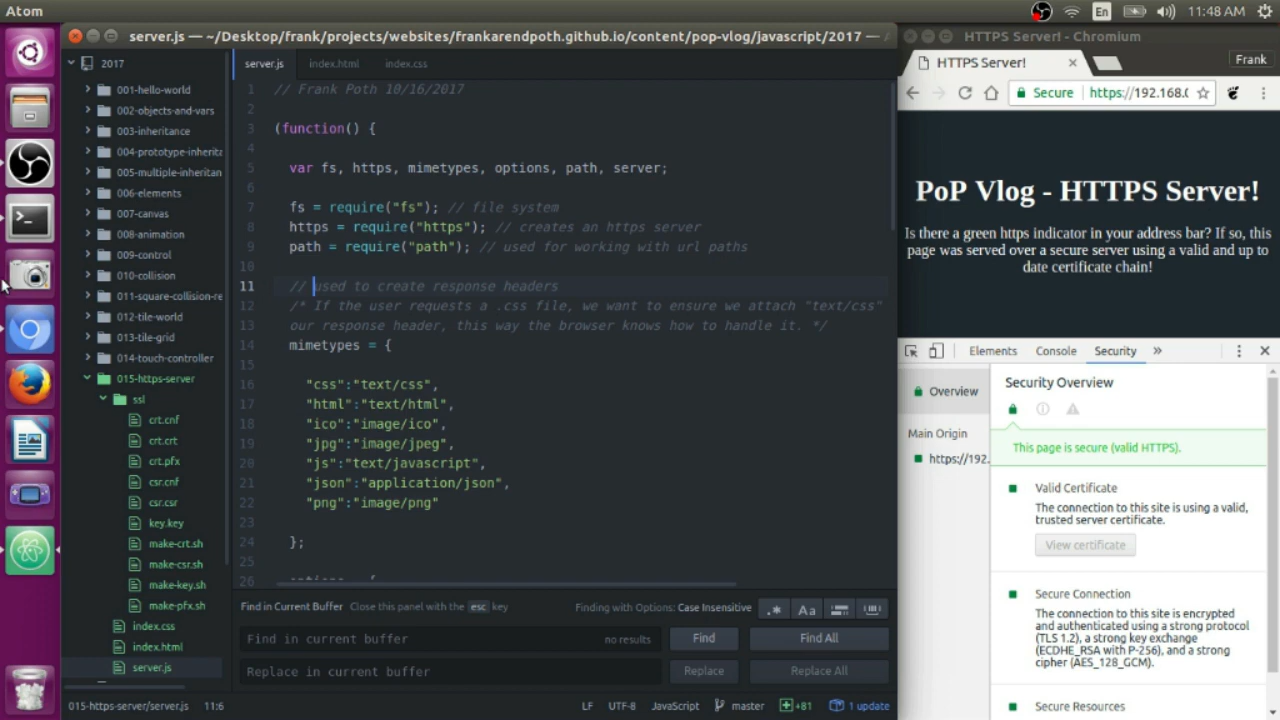 Atom
En
11:48 AM
server.js — ~/Desktop/frank/projects/websites/frankarendpoth.github.io/content/pop-vlog/javascript/2017 —
HTTPS Server! - Chromium
2017
001-hello-world
002-objects-and-vars
003-inheritance
004-prototype-inherita
005-multiple-inheritan
006-elements
007-canvas
008-animation
009-control
010-collision
011-square-collision-re
012-tile-world
013-tile-grid
014-touch-controller
015-https-server
ssl
crt.cnf
crt.crt
crt.pfx
csr.cnf
csr.csr
key.key
make-crt.sh
make-csr.sh
make-key.sh
make-pfx.sh
index.css
index.html
server.js
server.js index.html index.css
1 // Frank Poth 10/16/2017
2
3 (function() {
4
5 var fs, https, mimetypes, options, path, server;
6
7 fs = require("fs"); // file system
8 https = require("https"); // creates an https server
9 path = require("path"); // used for working with url paths
10
11 // used to create response headers
12 /* If the user requests a .css file, we want to ensure we attach "text/css"
13 our response header, this way the browser knows how to handle it. */
14 mimetypes = {
15
16 "css":"text/css",
17 "html":"text/html",
18 "ico":"image/ico",
19 "jpg":"image/jpeg",
20 "js":"text/javascript",
21 "json":"application/json",
22 "png":"image/png"
23
24 };
25
26 options = {
Find in Current Buffer Close this panel with the esc key Finding with Options: Case Insensitive .* Aa
Find in current buffer no results Find Find All
Replace in current buffer Replace Replace All
015-https-server/server.js 11:6 LF UTF-8 JavaScript master +81 1 update
HTTPS Server! Frank
Secure https://192.168.
PoP Vlog - HTTPS Server!
Is there a green https indicator in your address bar? If so, this
page was served over a secure server using a valid and up to
date certificate chain!
Elements Console Security »
Overview
Main Origin
https://192.
Security Overview
This page is secure (valid HTTPS).
Valid Certificate
The connection to this site is using a valid,
trusted server certificate.
View certificate
Secure Connection
The connection to this site is encrypted
and authenticated using a strong protocol
(TLS 1.2), a strong key exchange
(ECDHE_RSA with P-256), and a strong
cipher (AES_128_GCM).
Secure Resources